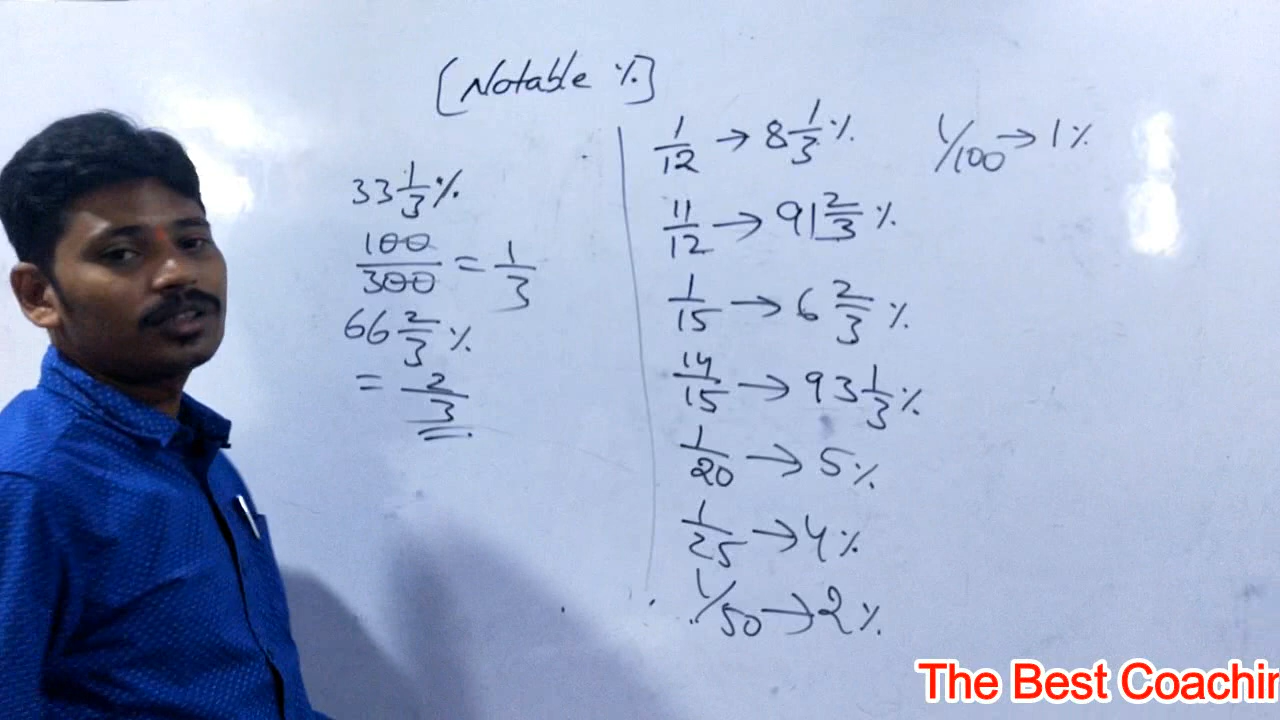 [Notable %]
33 1/3 %
100/300 = 1/3
66 2/3 %
= 2/3
1/12 → 8 1/3 %
11/12 → 91 2/3 %
1/15 → 6 2/3 %
14/15 → 93 1/3 %
1/20 → 5 %
1/25 → 4 %
1/50 → 2 %
1/100 → 1 %
The Best Coachin